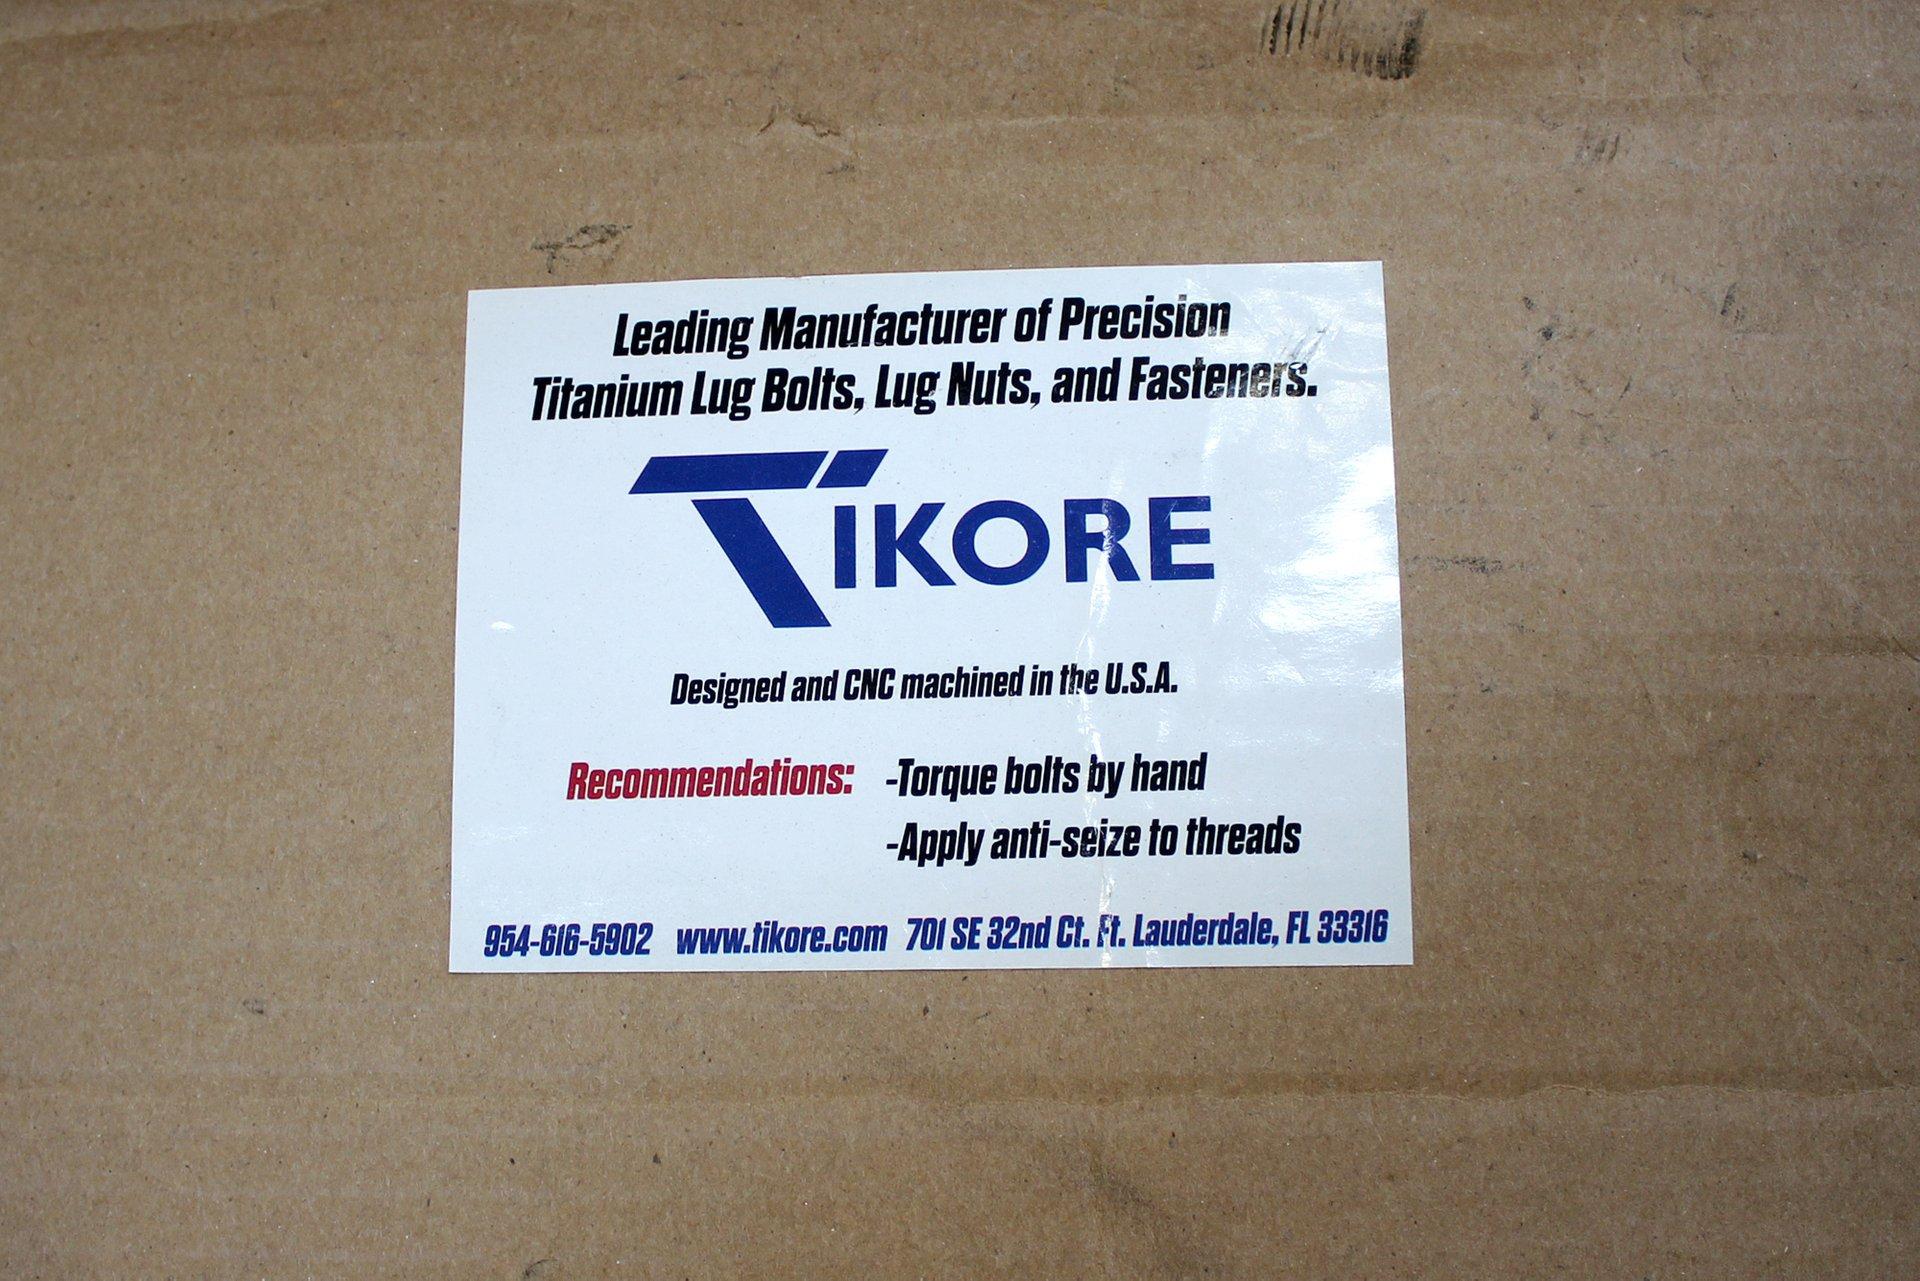 Leading Manufacturer of Precision
Titanium Lug Bolts, Lug Nuts, and Fasteners.
TIKORE
Designed and CNC machined in the U.S.A.
Recommendations: -Torque bolts by hand
-Apply anti-seize to threads
954-616-5902 www.tikore.com 701 SE 32nd Ct. Ft. Lauderdale, FL 33316